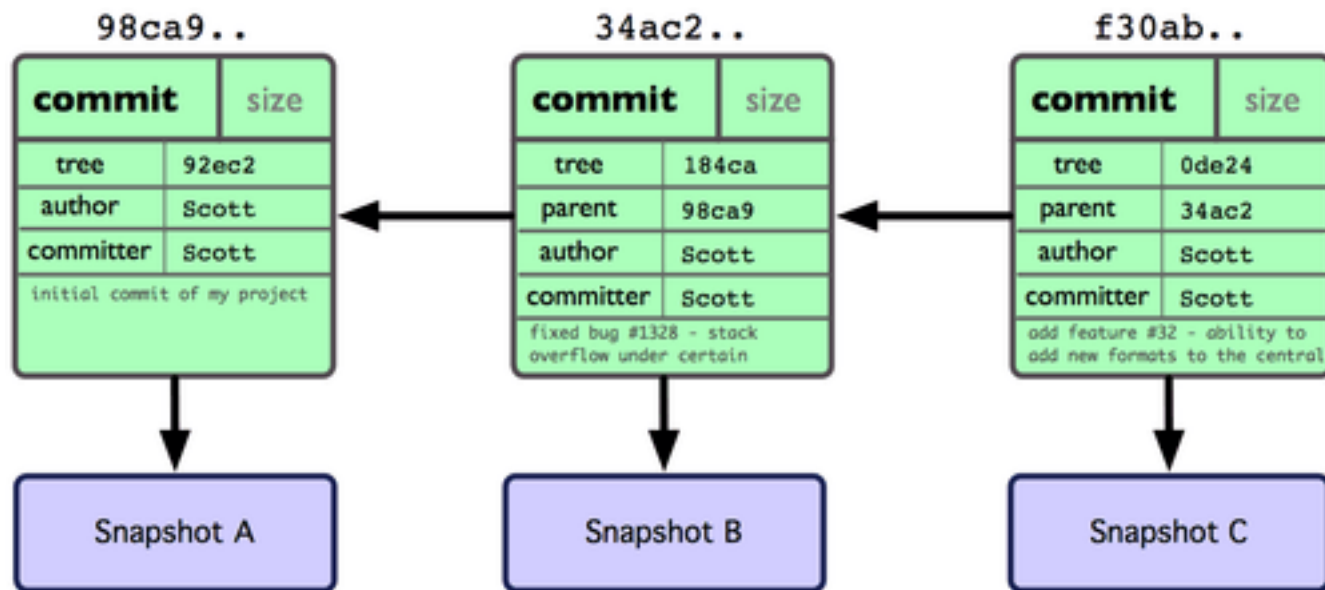 98ca9..
commit size
tree 92ec2
author Scott
committer Scott
initial commit of my project
Snapshot A
34ac2..
commit size
tree 184ca
parent 98ca9
author Scott
committer Scott
fixed bug #1328 - stack
overflow under certain
Snapshot B
f30ab..
commit size
tree 0de24
parent 34ac2
author Scott
committer Scott
add feature #32 - ability to
add new formats to the central
Snapshot C